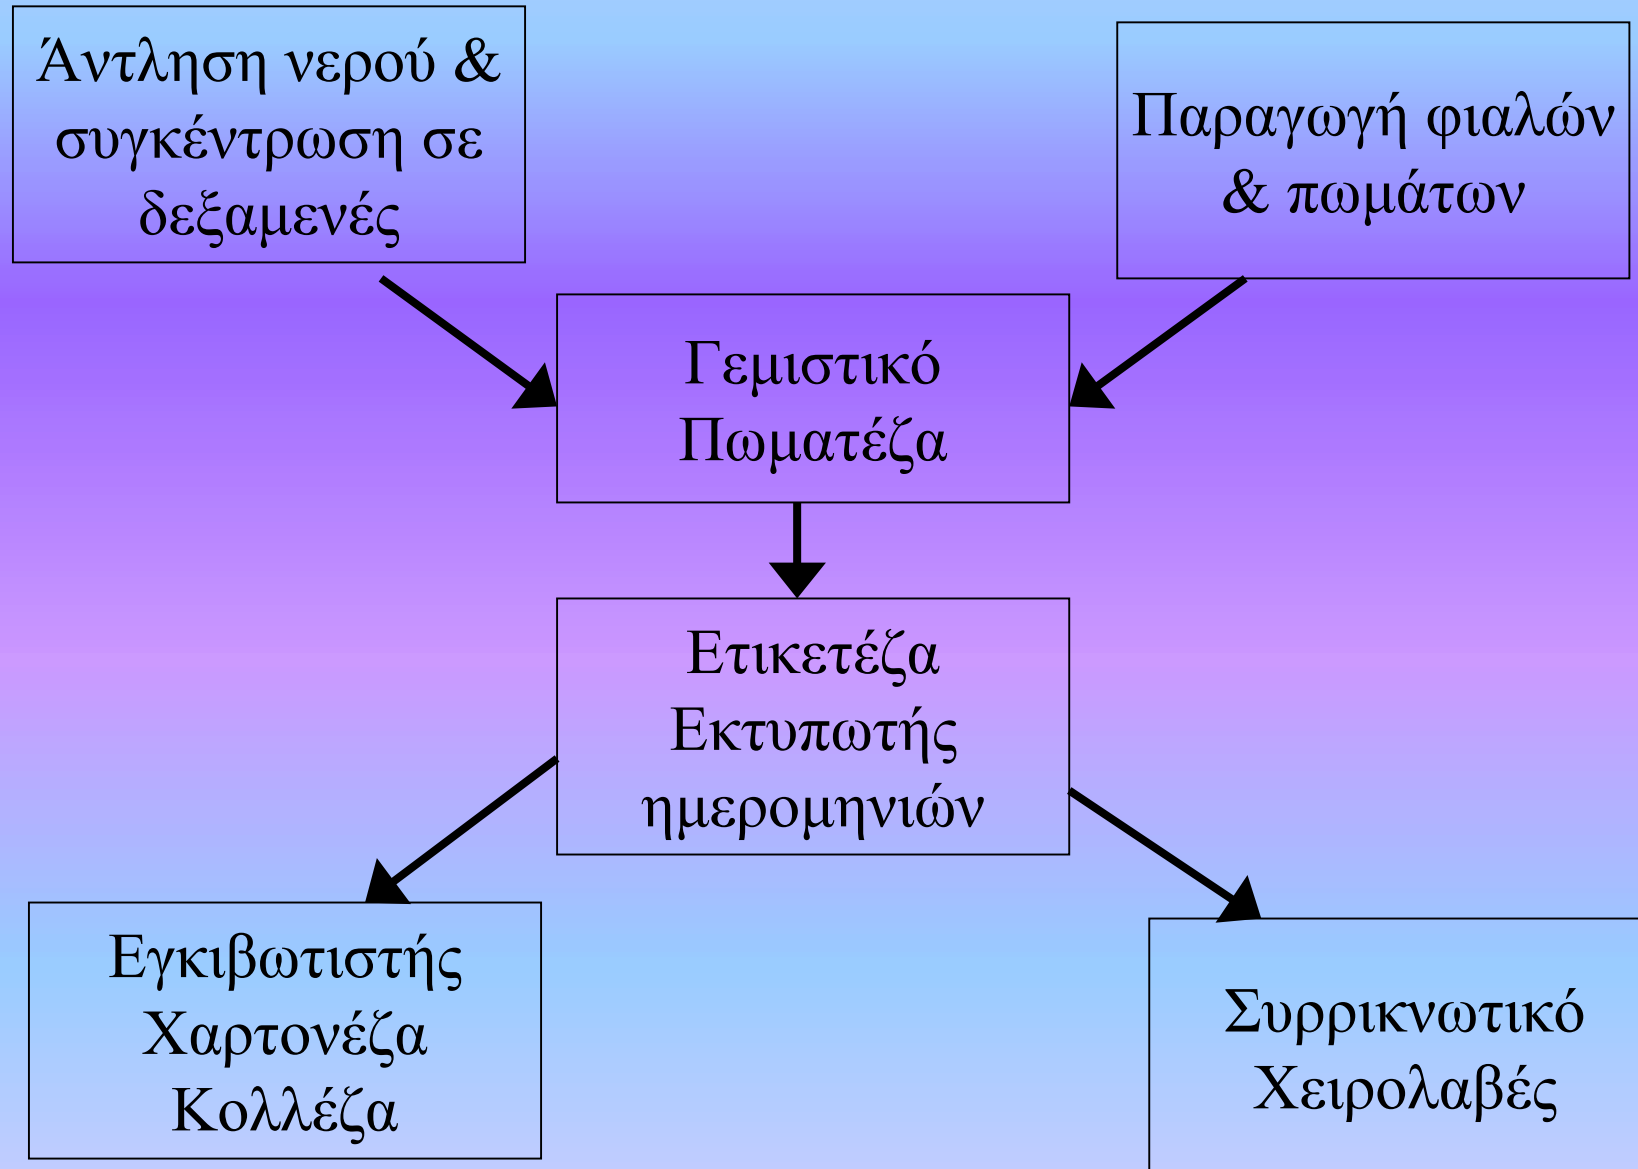 Άντληση νερού &
συγκέντρωση σε
δεξαμενές
Παραγωγή φιαλών
& πωμάτων
Γεμιστικό
Πωματέζα
Ετικετέζα
Εκτυπωτής
ημερομηνιών
Εγκιβωτιστής
Χαρτονέζα
Κολλέζα
Συρρικνωτικό
Χειρολαβές